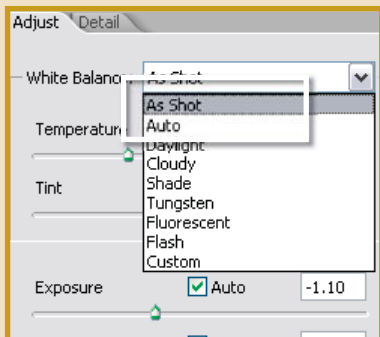 Adjust Detail
White Balance: As Shot
As Shot
Temperature Auto
Daylight
Cloudy
Tint Shade
Tungsten
Fluorescent
Flash
Custom
Exposure Auto -1.10